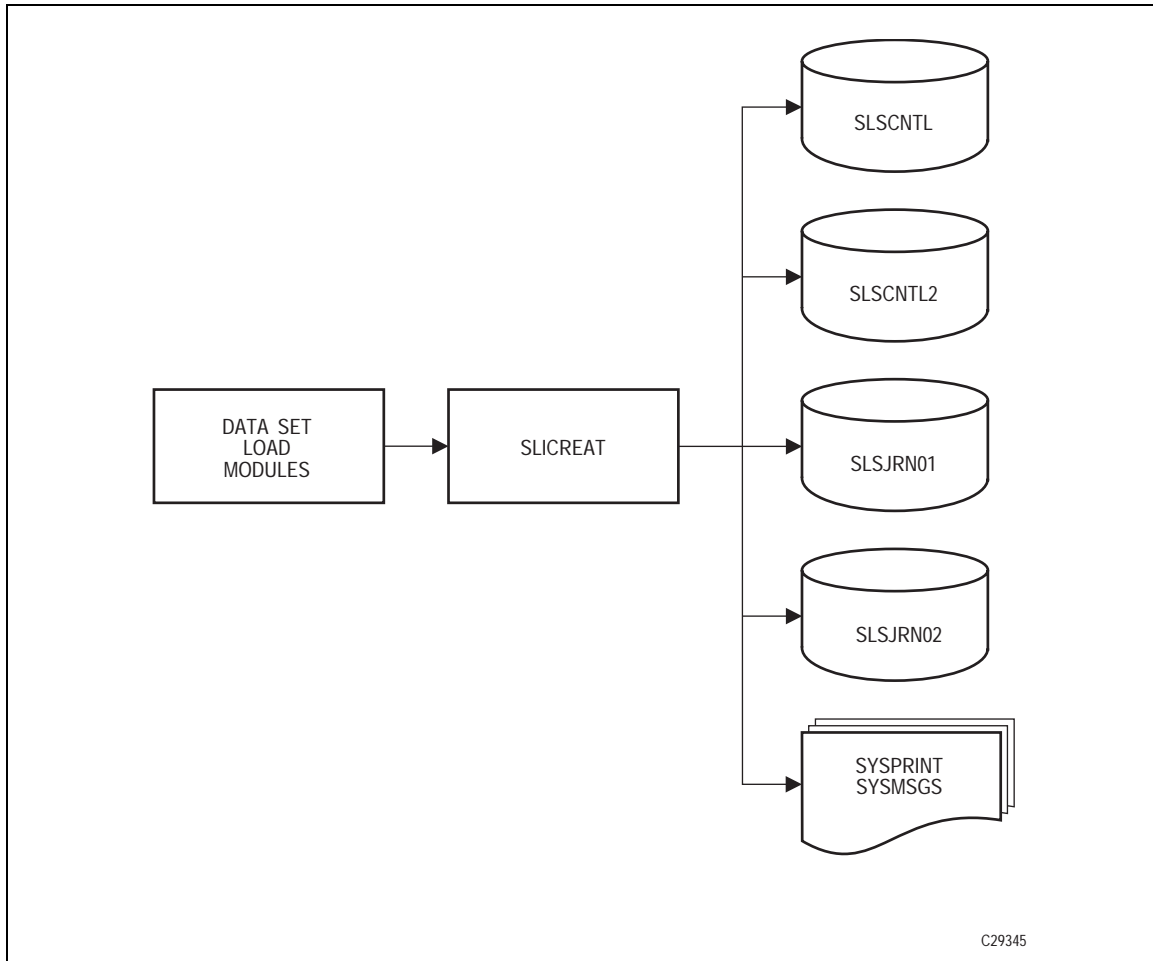 SLSCNTL
SLSCNTL2
DATA SET
LOAD
MODULES
SLICREAT
SLSJRN01
SLSJRN02
SYSPRINT
SYSMSGS
C29345